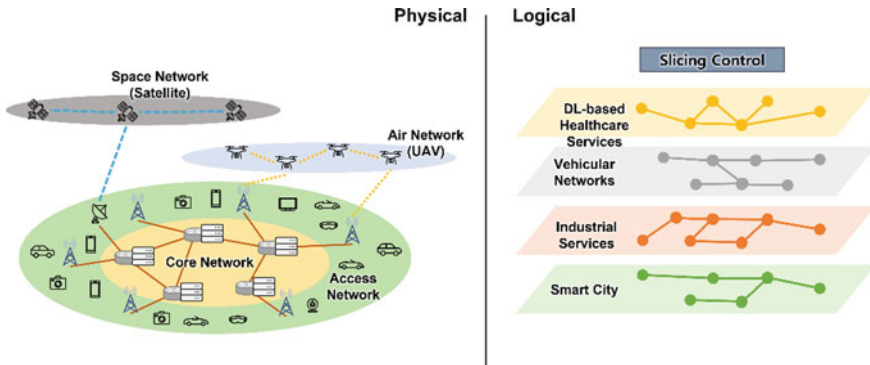 Physical
Logical
Space Network
(Satellite)
Air Network
(UAV)
Core Network
Access
Network
Slicing Control
DL-based
Healthcare
Services
Vehicular
Networks
Industrial
Services
Smart City